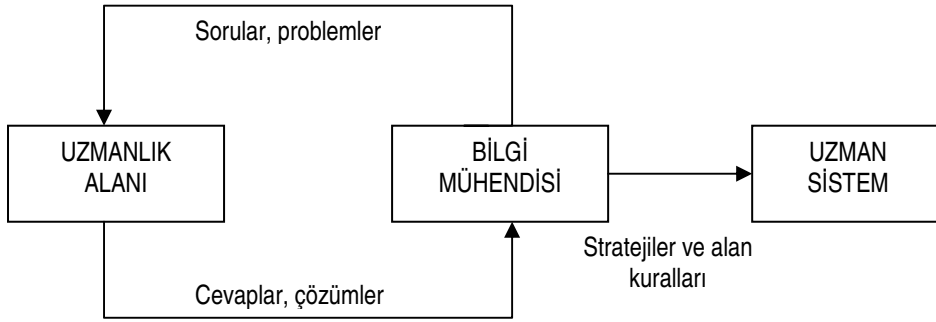 Sorular, problemler
UZMANLIK
ALANI
BİLGİ
MÜHENDİSİ
UZMAN
SİSTEM
Stratejiler ve alan
kuralları
Cevaplar, çözümler